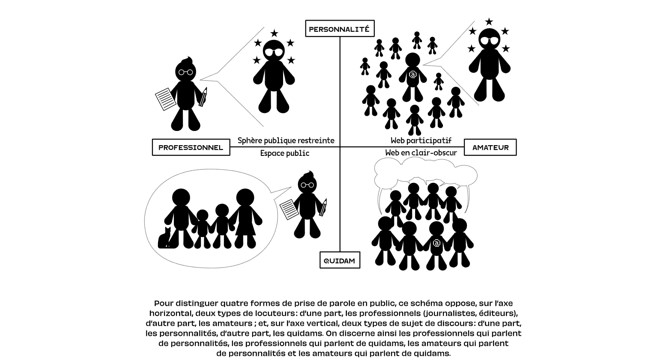 PERSONNALITÉ
Sphère publique restreinte
Web participatif
PROFESSIONNEL
AMATEUR
Espace public
Web en clair-obscur
QUIDAM
Pour distinguer quatre formes de prise de parole en public, ce schéma oppose, sur l'axe
horizontal, deux types de locuteurs : d'une part, les professionnels (journalistes, éditeurs),
d'autre part, les amateurs ; et, sur l'axe vertical, deux types de sujet de discours : d'une part,
les personnalités, d'autre part, les quidams. On discerne ainsi les professionnels qui parlent
de personnalités, les professionnels qui parlent de quidams, les amateurs qui parlent
de personnalités et les amateurs qui parlent de quidams.